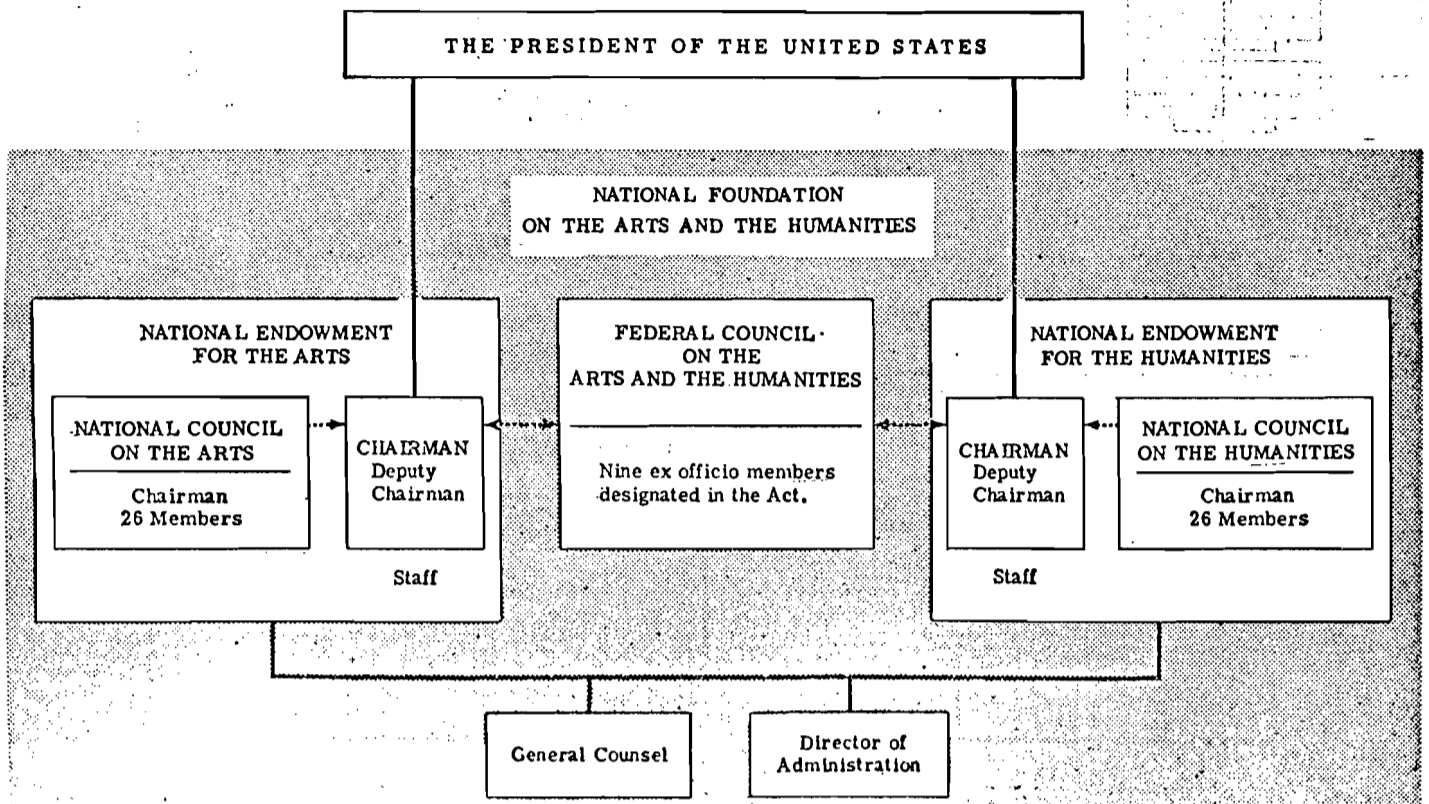 THE PRESIDENT OF THE UNITED STATES
NATIONAL FOUNDATION
ON THE ARTS AND THE HUMANITIES
NATIONAL ENDOWMENT
FOR THE ARTS
NATIONAL COUNCIL
ON THE ARTS
Chairman
26 Members
CHAIRMAN
Deputy
Chairman
Staff
FEDERAL COUNCIL
ON THE
ARTS AND THE HUMANITIES
Nine ex officio members
designated in the Act.
NATIONAL ENDOWMENT
FOR THE HUMANITIES
CHAIRMAN
Deputy
Chairman
Staff
NATIONAL COUNCIL
ON THE HUMANITIES
Chairman
26 Members
General Counsel
Director of
Administration